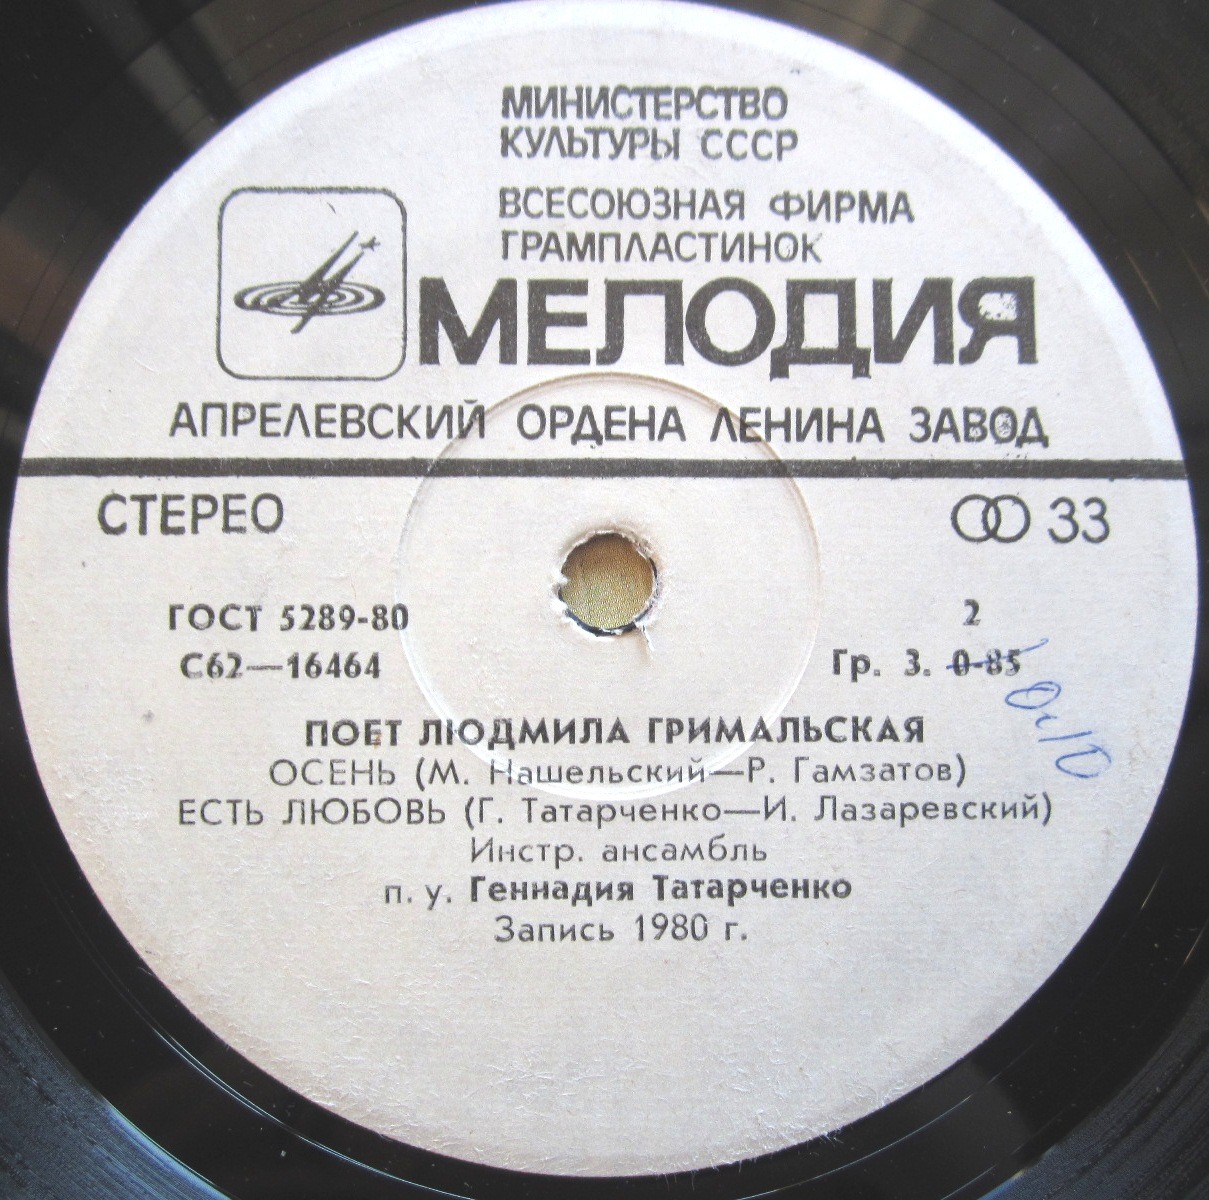 МИНИСТЕРСТВО
КУЛЬТУРЫ СССР
ВСЕСОЮЗНАЯ ФИРМА
ГРАМПЛАСТИНОК
МЕЛОДИЯ
АПРЕЛЕВСКИЙ ОРДЕНА ЛЕНИНА ЗАВОД
СТЕРЕО 33
ГОСТ 5289-80 2
С62—16464 Гр. 3. 0-85
ПОЕТ ЛЮДМИЛА ГРИМАЛЬСКАЯ
ОСЕНЬ (М. Нашельский—Р. Гамзатов)
ЕСТЬ ЛЮБОВЬ (Г. Татарченко—И. Лазаревский)
Инстр. ансамбль
п. у. Геннадия Татарченко
Запись 1980 г.